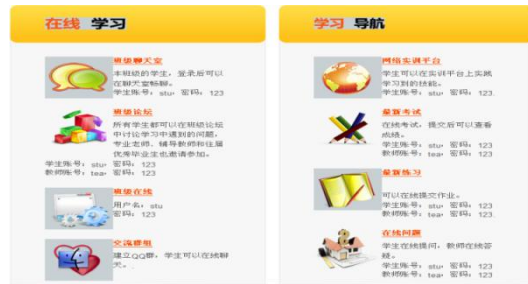 在线 学习
班级聊天室
本班级的学生，登录后可以
在聊天室畅聊。
学生账号：stu，密码：123
班级论坛
所有学生都可以在班级论坛
中讨论学习中遇到的问题，
专业老师、辅导教师和往届
优秀毕业生也邀请参加。
学生账号：stu，密码：123
教师账号：tea，密码：123
班级在线
用户名：stu
密码：123
交流群组
建立QQ群，学生可以在线聊
天。
学习 导航
网络实训平台
学生可以在实训平台上实践
学习到的技能。
学生账号：stu，密码：123.
最新考试
在线考试，提交后可以查看
成绩。
学生账号：stu，密码：123
教师账号：tea，密码：123
最新练习
可以在线提交作业。
学生账号：stu，密码：123
教师账号：tea，密码：123
在线问题
学生在线提问，教师在线答
疑。
学生账号：stu，密码：123
教师账号：tea，密码：123